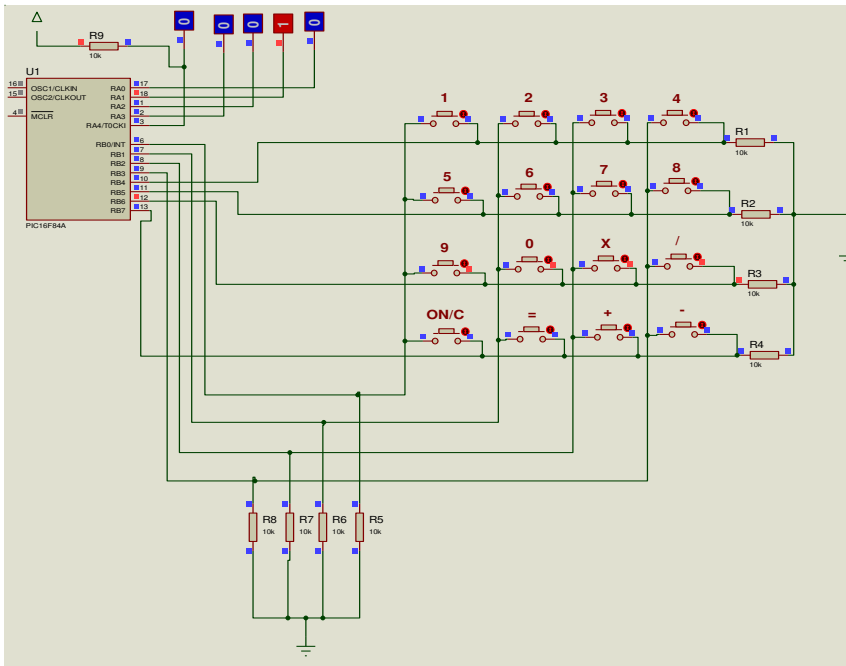 0 0 0 1 0
R9
10k
U1
16 OSC1/CLKIN RA0 17
15 OSC2/CLKOUT RA1 18
RA2 1
4 MCLR RA3 2
RA4/T0CKI 3
RB0/INT 6
RB1 7
RB2 8
RB3 9
RB4 10
RB5 11
RB6 12
RB7 13
PIC16F84A
1 2 3 4
R1
10k
5 6 7 8
R2
10k
9 0 X /
R3
10k
ON/C = + -
R4
10k
R8 R7 R6 R5
10k 10k 10k 10k